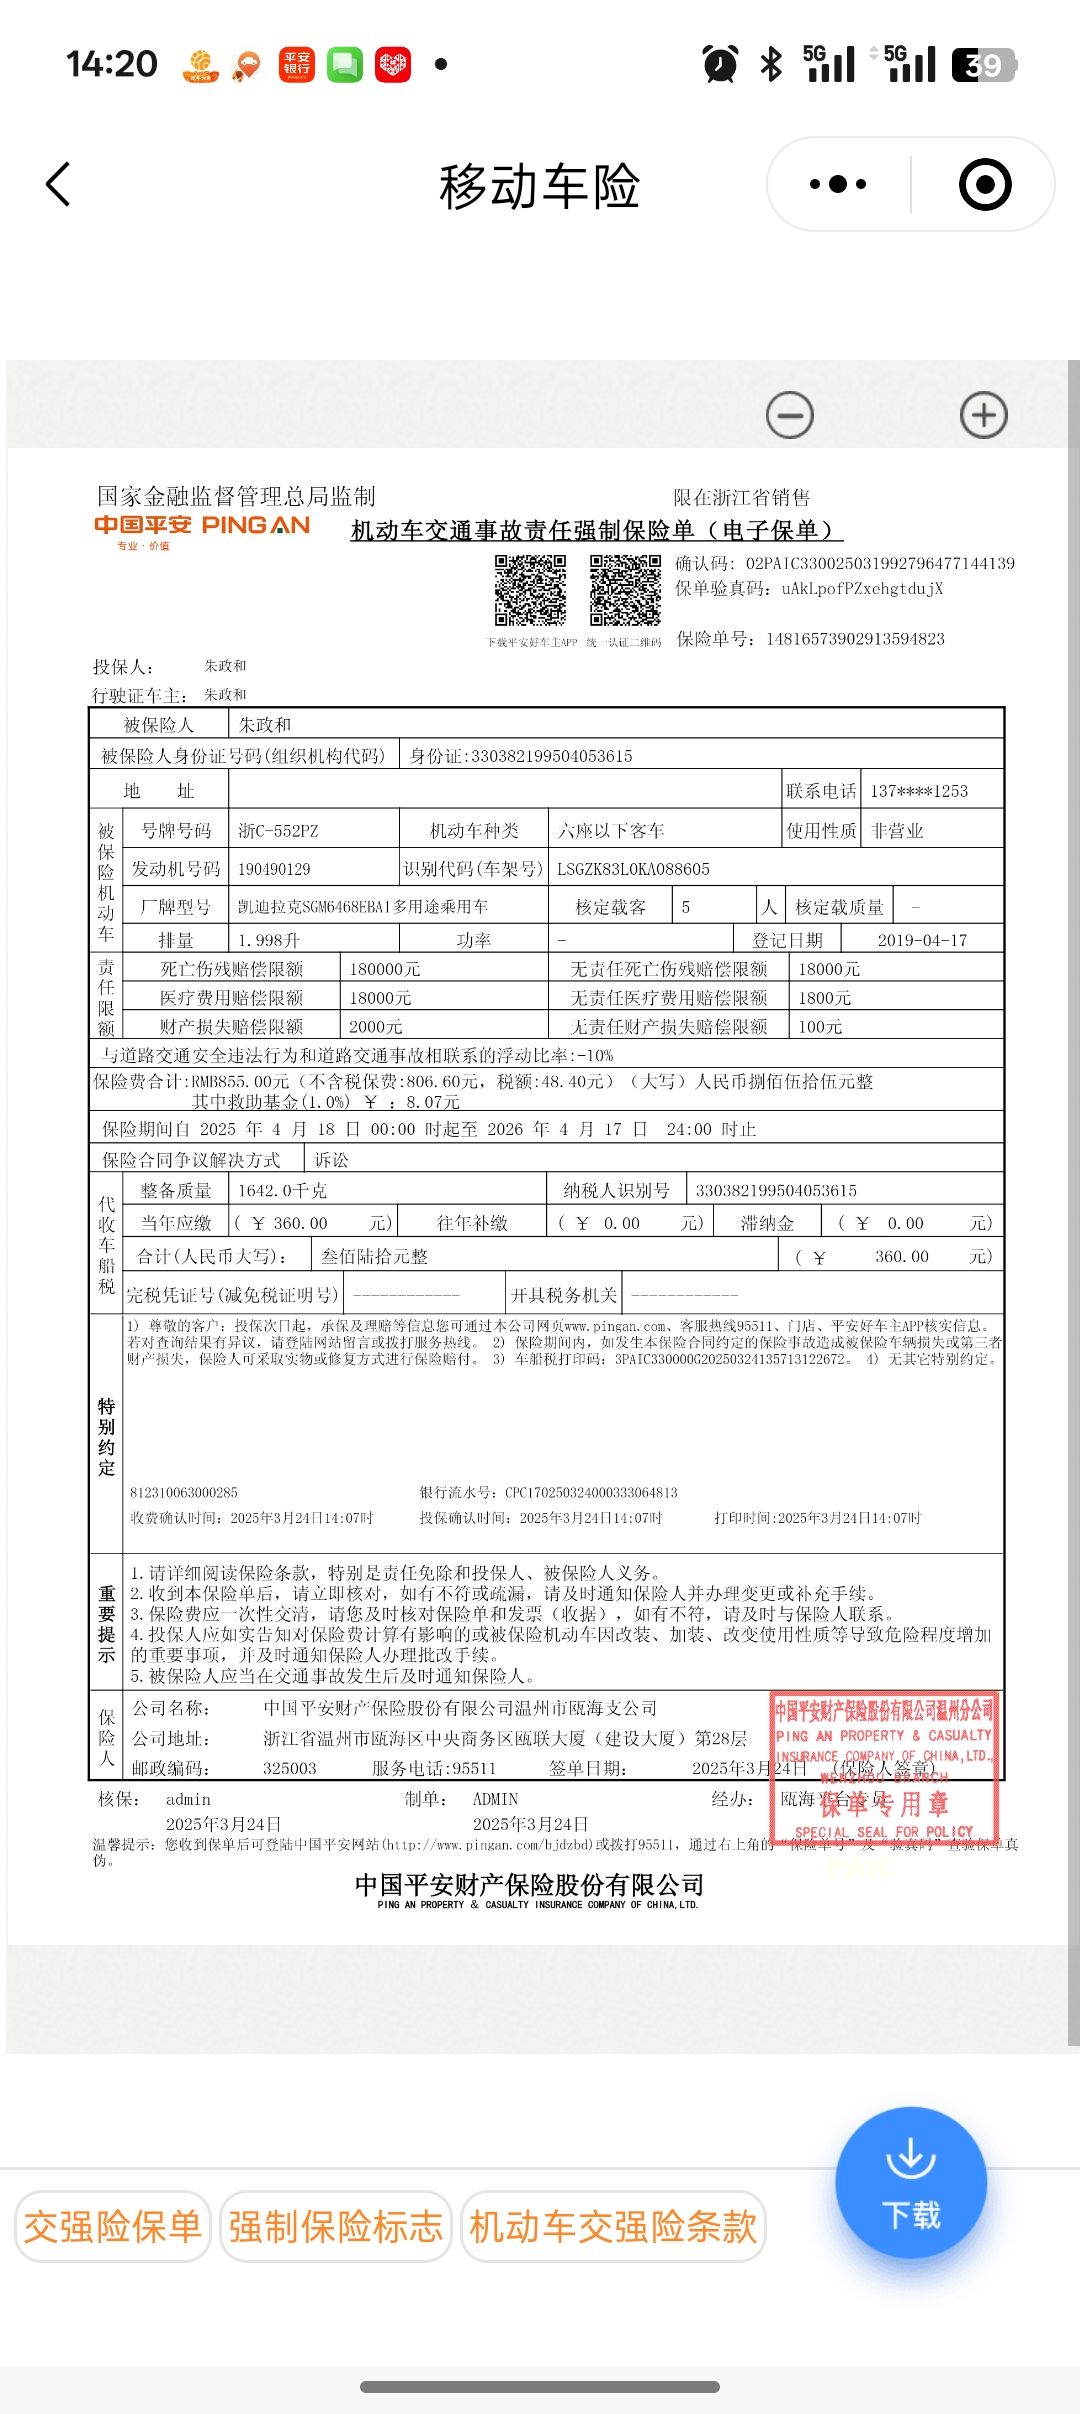 14:20
平安
银行
5G
5G
39
移动车险
国家金融监督管理总局监制
限在浙江省销售
中国平安 PING AN
专业·价值
机动车交通事故责任强制保险单（电子保单）
确认码: 02PAIC330025031992796477144139
保单验真码: uAkLpofPZxehgtdujX
下载平安好车主APP 统一认证二维码
保险单号: 14816573902913594823
投保人: 朱政和
行驶证车主: 朱政和
被保险人 朱政和
被保险人身份证号码(组织机构代码) 身份证:330382199504053615
地 址 联系电话 137****1253
被保险机动车
号牌号码 浙C-552PZ 机动车种类 六座以下客车 使用性质 非营业
发动机号码 190490129 识别代码(车架号) LSGZK83L0KA088605
厂牌型号 凯迪拉克SGM6468EBA1多用途乘用车 核定载客 5 人 核定载质量 -
排量 1.998升 功率 - 登记日期 2019-04-17
责任限额
死亡伤残赔偿限额 180000元 无责任死亡伤残赔偿限额 18000元
医疗费用赔偿限额 18000元 无责任医疗费用赔偿限额 1800元
财产损失赔偿限额 2000元 无责任财产损失赔偿限额 100元
与道路交通安全违法行为和道路交通事故相联系的浮动比率:-10%
保险费合计:RMB855.00元（不含税保费:806.60元，税额:48.40元）（大写）人民币捌佰伍拾伍元整
其中救助基金(1.0%) ￥ : 8.07元
保险期间自 2025 年 4 月 18 日 00:00 时起至 2026 年 4 月 17 日 24:00 时止
保险合同争议解决方式 诉讼
代收车船税
整备质量 1642.0千克 纳税人识别号 330382199504053615
当年应缴 (￥ 360.00 元) 往年补缴 (￥ 0.00 元) 滞纳金 (￥ 0.00 元)
合计(人民币大写): 叁佰陆拾元整 (￥ 360.00 元)
完税凭证号(减免税证明号) ------------ 开具税务机关 ------------
特别约定
1) 尊敬的客户: 投保次日起，承保及理赔等信息您可通过本公司网页www.pingan.com、客服热线95511、门店、平安好车主APP核实信息。
若对查询结果有异议，请登陆网站留言或拨打服务热线。 2) 保险期间内，如发生本保险合同约定的保险事故造成被保险车辆损失或第三者
财产损失，保险人可采取实物或修复方式进行保险赔付。 3) 车船税打印码: 3PAIC330000G20250324135713122672。 4) 无其它特别约定。
812310063000285 银行流水号: CPC170250324000333064813
收费确认时间: 2025年3月24日14:07时 投保确认时间: 2025年3月24日14:07时 打印时间:2025年3月24日14:07时
重要提示
1.请详细阅读保险条款，特别是责任免除和投保人、被保险人义务。
2.收到本保险单后，请立即核对，如有不符或疏漏，请及时通知保险人并办理变更或补充手续。
3.保险费应一次性交清，请您及时核对保险单和发票（收据），如有不符，请及时与保险人联系。
4.投保人应如实告知对保险费计算有影响的或被保险机动车因改装、加装、改变使用性质等导致危险程度增加
的重要事项，并及时通知保险人办理批改手续。
5.被保险人应当在交通事故发生后及时通知保险人。
保险人
公司名称: 中国平安财产保险股份有限公司温州市瓯海支公司
公司地址: 浙江省温州市瓯海区中央商务区瓯联大厦（建设大厦）第28层
邮政编码: 325003 服务电话:95511 签单日期: 2025年3月24日 (保险人签章)
中国平安财产保险股份有限公司温州分公司
PING AN PROPERTY & CASUALTY
INSURANCE COMPANY OF CHINA,LTD.,
WENZHOU BRANCH
保单专用章
SPECIAL SEAL FOR POLICY
核保: admin 制单: ADMIN 经办: 瓯海平台专员
2025年3月24日 2025年3月24日
温馨提示: 您收到保单后可登陆中国平安网站(http://www.pingan.com/bjdzbd)或拨打95511，通过右上角的“保险单号”及“验真码”查验保单真
伪。
中国平安财产保险股份有限公司
PING AN PROPERTY & CASUALTY INSURANCE COMPANY OF CHINA,LTD.
下载
交强险保单 强制保险标志 机动车交强险条款